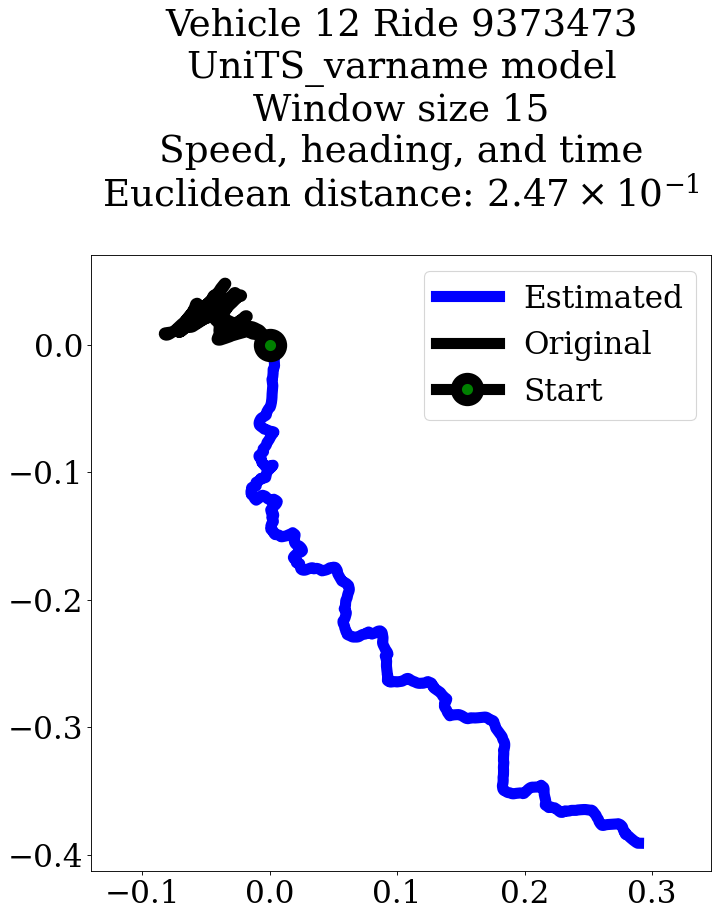 Vehicle 12 Ride 9373473
UniTS_varname model
Window size 15
Speed, heading, and time
Euclidean distance: 2.47 × 10⁻¹
Estimated
Original
Start
0.0
−0.1
−0.2
−0.3
−0.4
−0.1 0.0 0.1 0.2 0.3